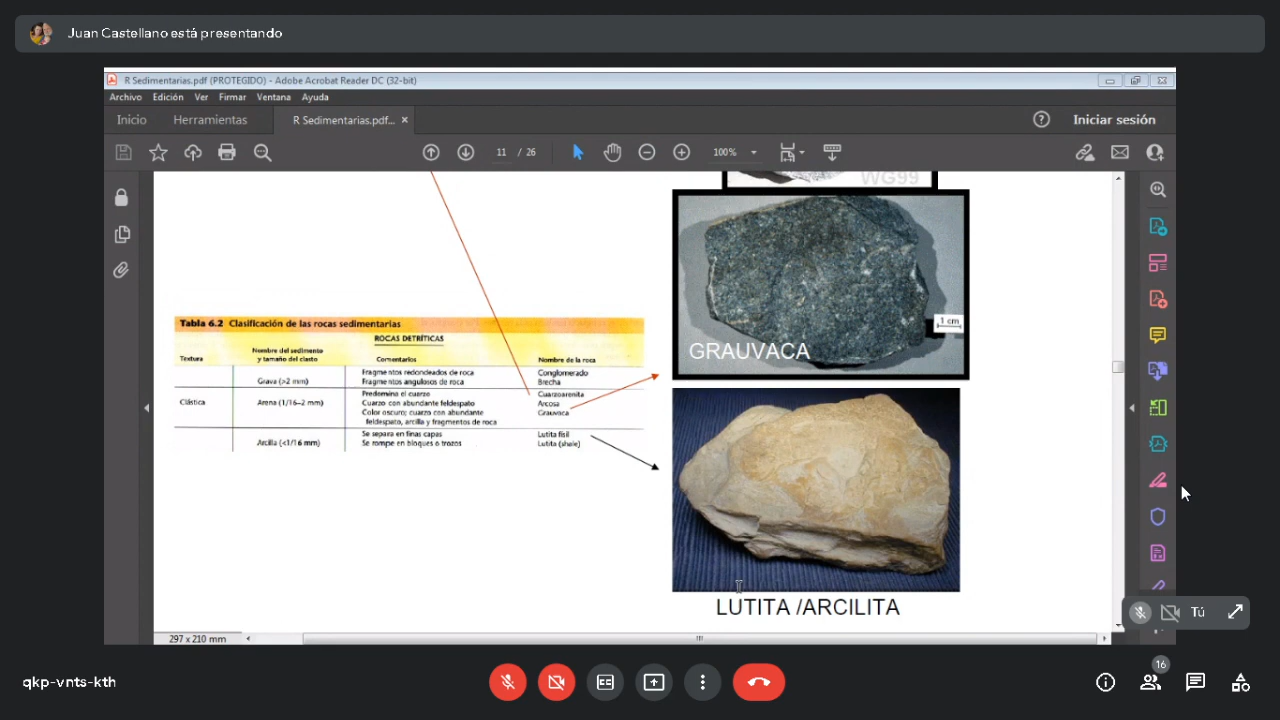 Juan Castellano está presentando
R Sedimentarias.pdf (PROTEGIDO) - Adobe Acrobat Reader DC (32-bit)
Archivo Edición Ver Firmar Ventana Ayuda
Inicio Herramientas R Sedimentarias.pdf... × Iniciar sesión
11 / 26 100%
WG99
1 cm
GRAUVACA
Tabla 6.2 Clasificación de las rocas sedimentarias
ROCAS DETRÍTICAS
Textura Nombre del sedimento y tamaño del clasto Comentarios Nombre de la roca
Grava (>2 mm) Fragmentos redondeados de roca Conglomerado
Fragmentos angulosos de roca Brecha
Clástica Arena (1/16–2 mm) Predomina el cuarzo Cuarzoarenita
Cuarzo con abundante feldespato Arcosa
Color oscuro; cuarzo con abundante Grauvaca
feldespato, arcilla y fragmentos de roca
Arcilla (<1/16 mm) Se separa en finas capas Lutita físil
Se rompe en bloques o trozos Lutita (shale)
LUTITA /ARCILITA
Tú
297 x 210 mm
qkp-vnts-kth
16